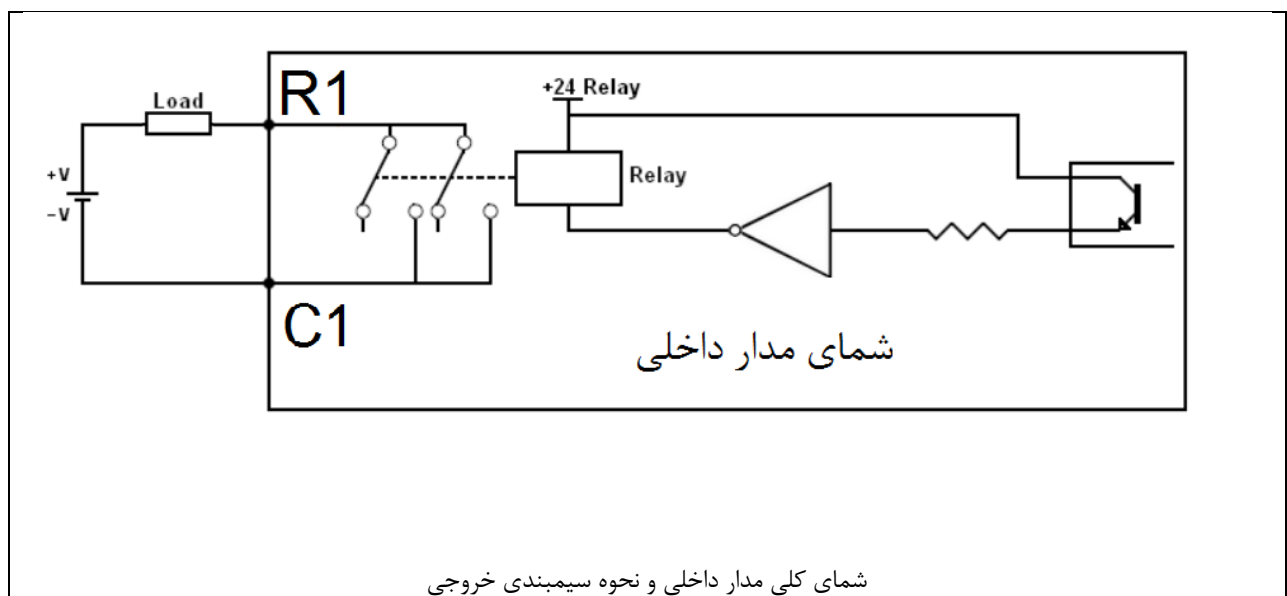 R1
Load
+24 Relay
+V
-V
Relay
C1
شمای مدار داخلی
شمای کلی مدار داخلی و نحوه سیمبندی خروجی